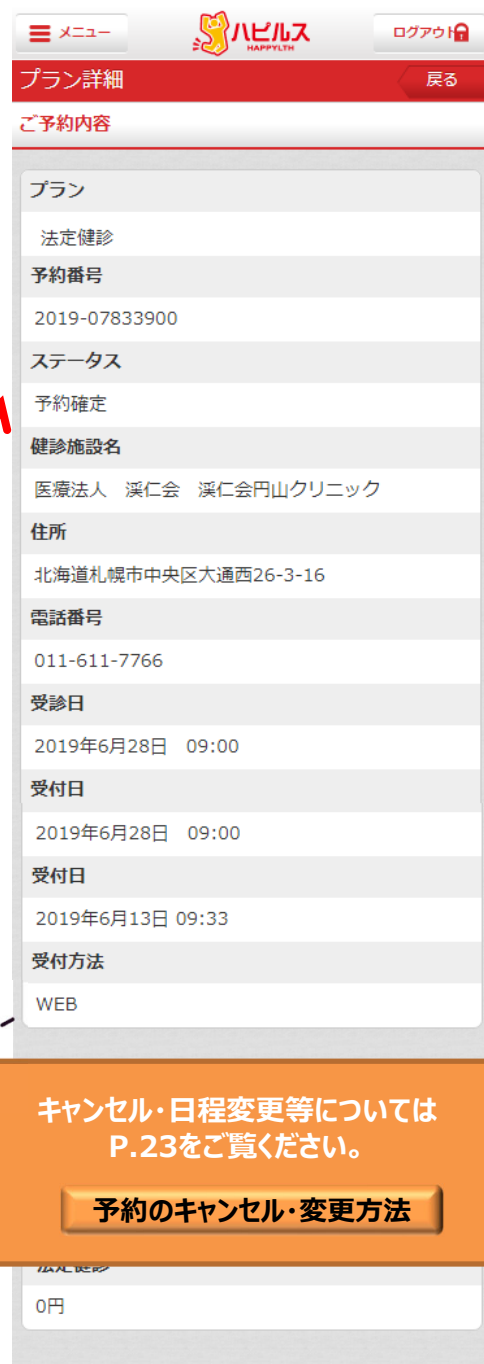 メニュー
ハピルス
HAPPYLTH
ログアウト
プラン詳細
戻る
ご予約内容
プラン
法定健診
予約番号
2019-07833900
ステータス
予約確定
健診施設名
医療法人　渓仁会　渓仁会円山クリニック
住所
北海道札幌市中央区大通西26-3-16
電話番号
011-611-7766
受診日
2019年6月28日　09:00
受付日
2019年6月28日　09:00
受付日
2019年6月13日 09:33
受付方法
WEB
キャンセル・日程変更等については
P.23をご覧ください。
予約のキャンセル・変更方法
法定健診
0円